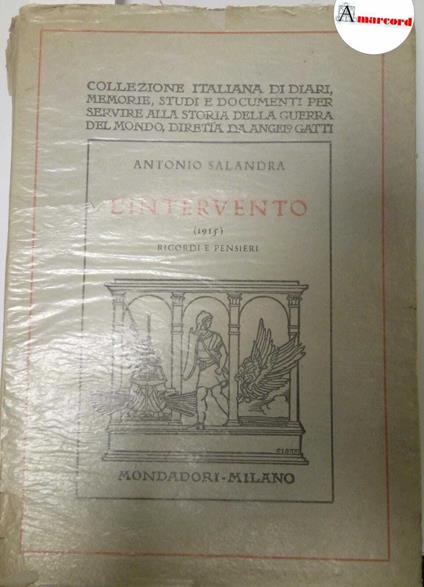 Amarcord
COLLEZIONE ITALIANA DI DIARI,
MEMORIE, STUDI E DOCUMENTI PER
SERVIRE ALLA STORIA DELLA GUERRA
DEL MONDO, DIRETTA DA ANGELO GATTI
ANTONIO SALANDRA
L'INTERVENTO
(1915)
RICORDI E PENSIERI
MONDADORI-MILANO